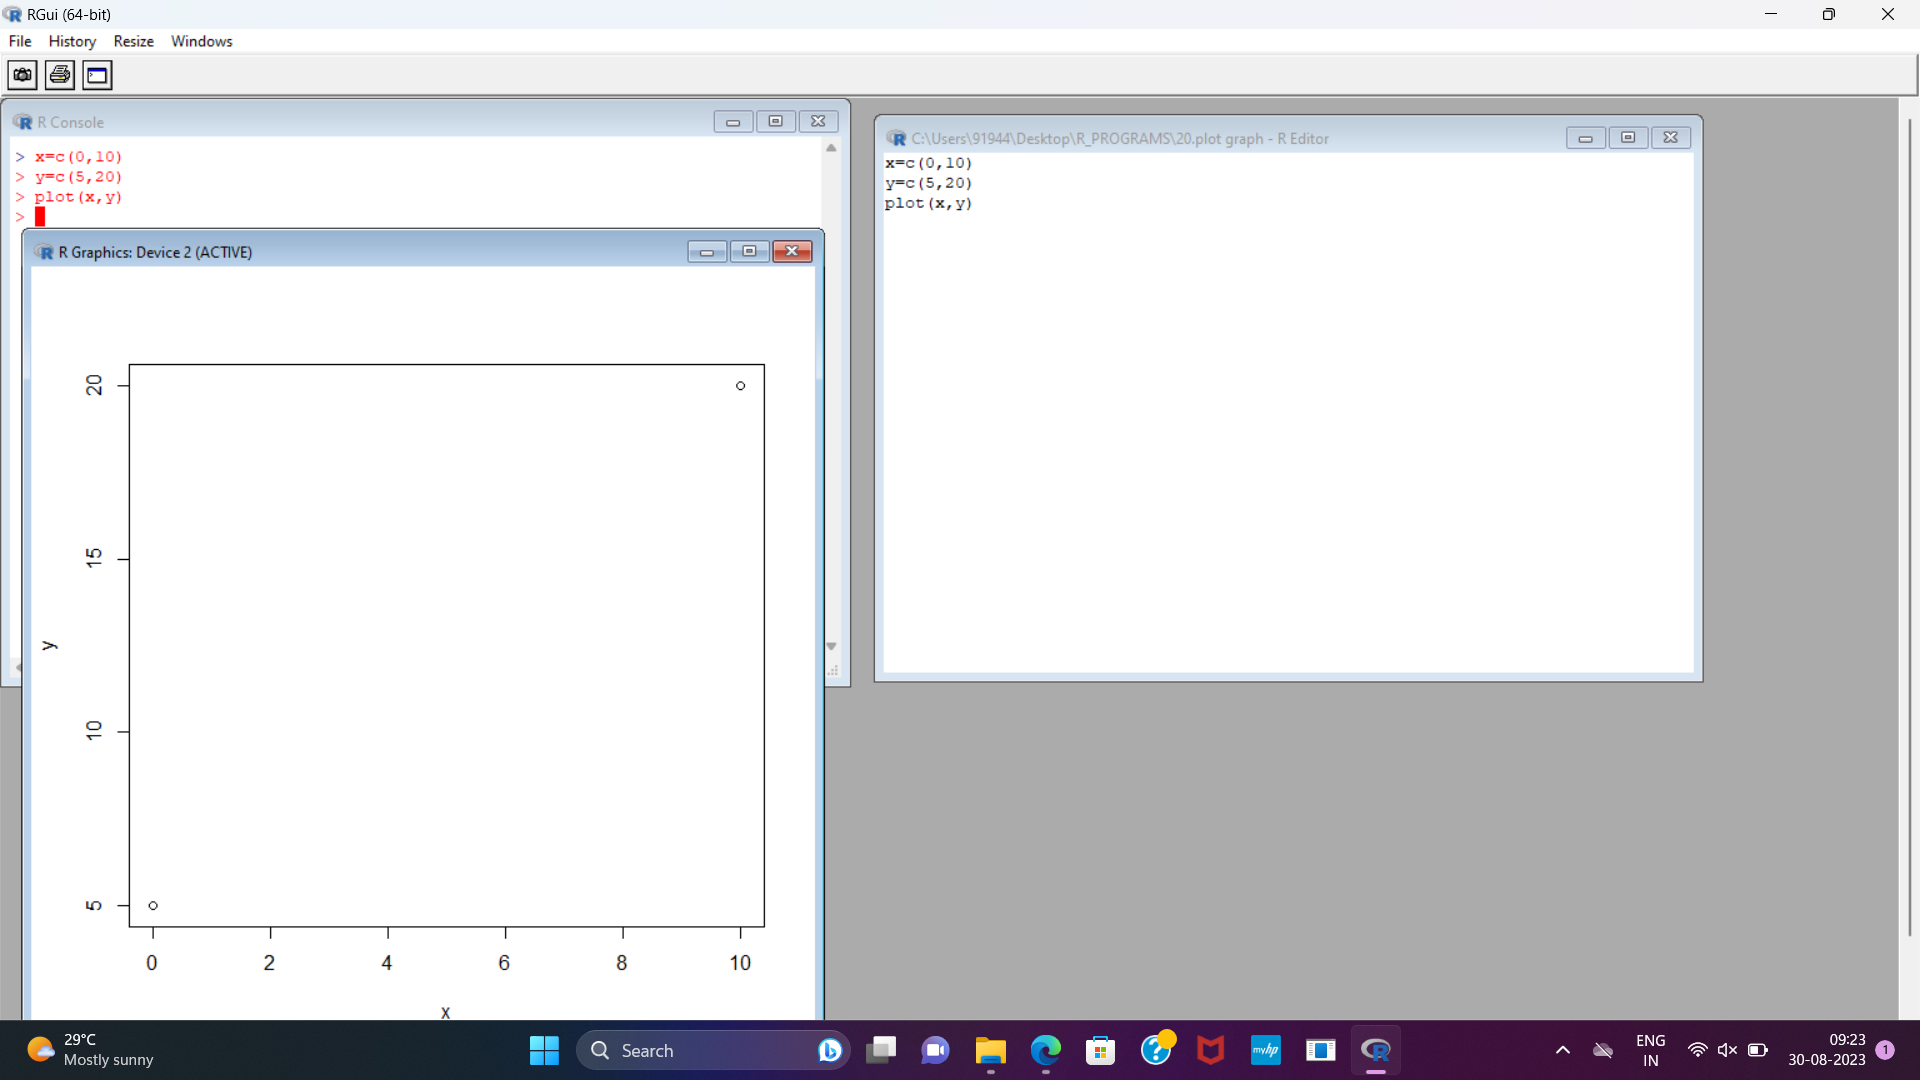 RGui (64-bit)
File History Resize Windows
R Console
> x=c(0,10)
> y=c(5,20)
> plot(x,y)
>
R Graphics: Device 2 (ACTIVE)
20
15
10
5
y
0 2 4 6 8 10
x
C:\Users\91944\Desktop\R_PROGRAMS\20.plot graph - R Editor
x=c(0,10)
y=c(5,20)
plot(x,y)
29°C
Mostly sunny
Search
myhp
ENG
IN
09:23
30-08-2023
1